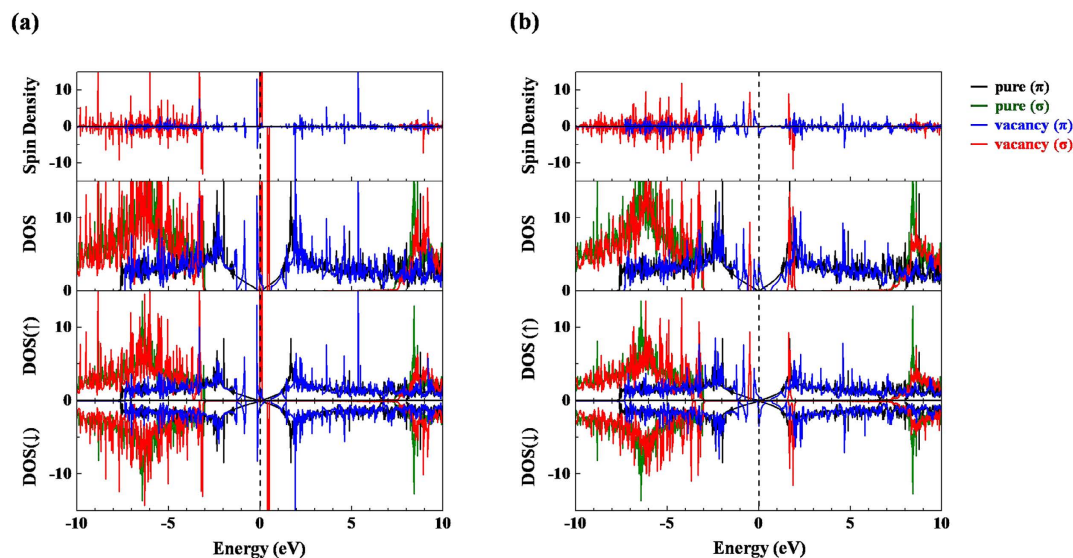 (a)
(b)
Spin Density
10
0
-10
DOS
10
0
DOS(↑)
10
0
DOS(↓)
-10
-10 -5 0 5 10
Energy (eV)
Spin Density
10
0
-10
DOS
10
0
DOS (↑)
10
0
DOS(↓)
-10
-10 -5 0 5 10
Energy (eV)
pure (π)
pure (σ)
vacancy (π)
vacancy (σ)